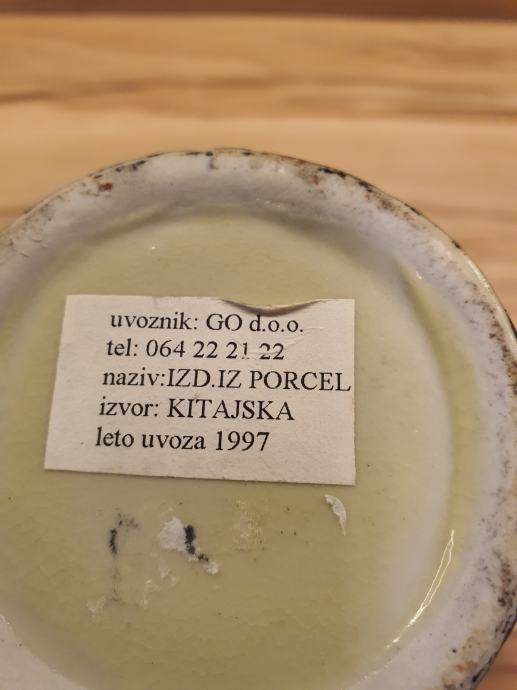 uvoznik: GO d.o.o.
tel: 064 22 21 22
naziv:IZD.IZ PORCEL
izvor: KITAJSKA
leto uvoza 1997